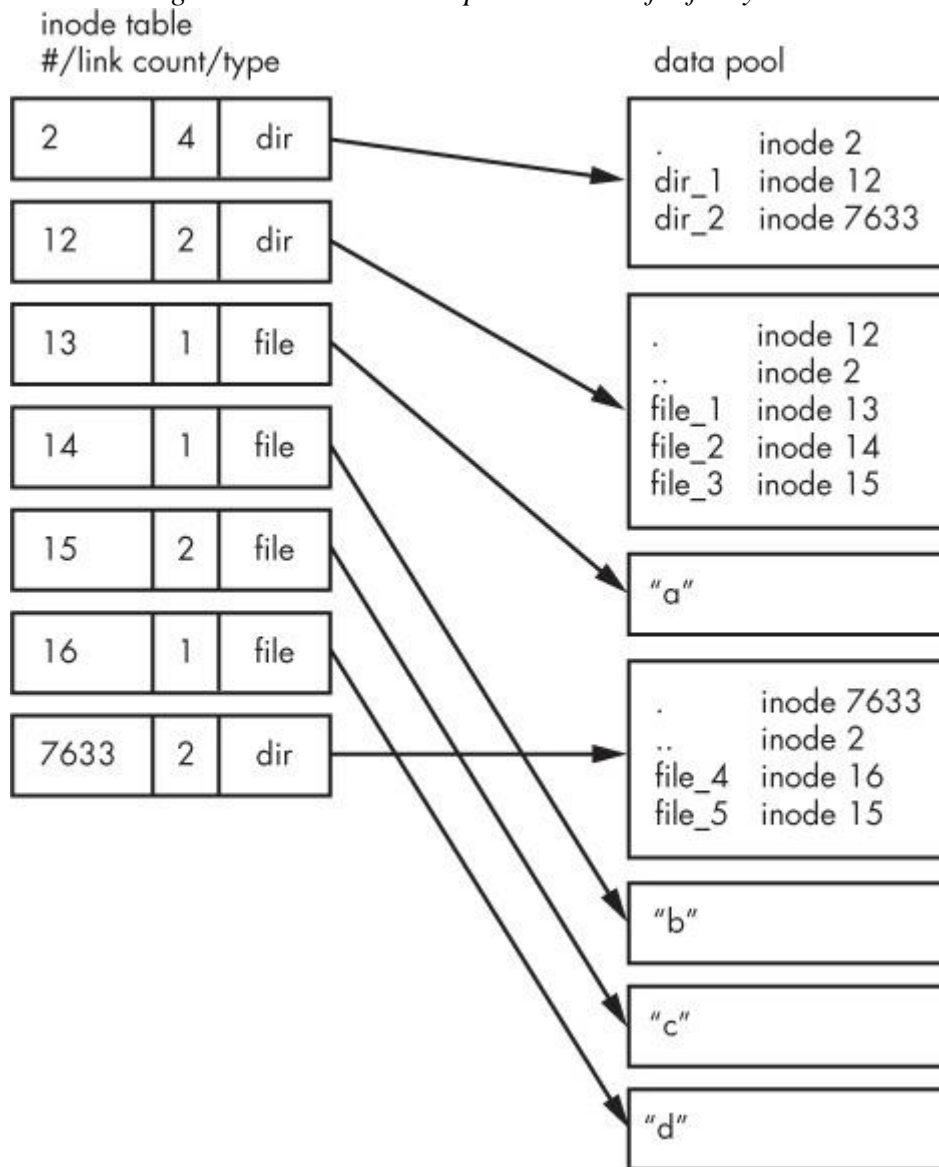 inode table
#/link count/type
2 4 dir
12 2 dir
13 1 file
14 1 file
15 2 file
16 1 file
7633 2 dir
data pool
. inode 2
dir_1 inode 12
dir_2 inode 7633
. inode 12
.. inode 2
file_1 inode 13
file_2 inode 14
file_3 inode 15
"a"
. inode 7633
.. inode 2
file_4 inode 16
file_5 inode 15
"b"
"c"
"d"